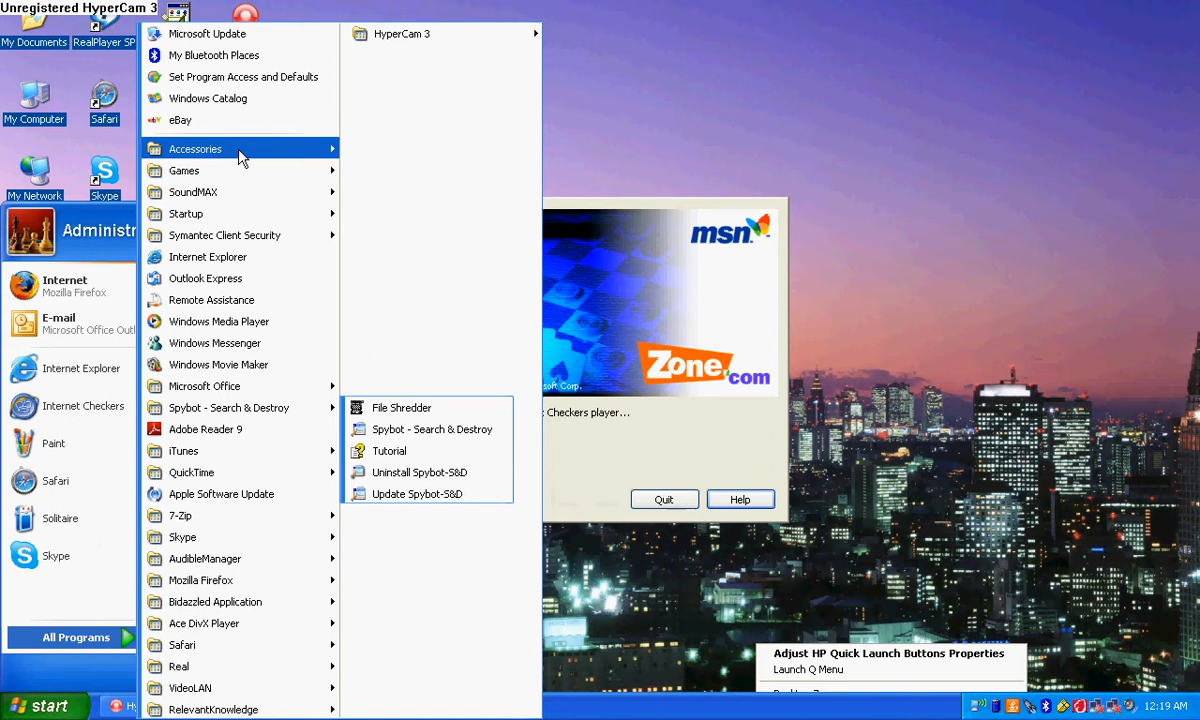 Unregistered HyperCam 3
My Documents
RealPlayer SP
My Computer
Safari
My Network
Skype
Administr
Internet
Mozilla Firefox
E-mail
Microsoft Office Outl
Internet Explorer
Internet Checkers
Paint
Safari
Solitaire
Skype
All Programs
start
Hy
Microsoft Update
My Bluetooth Places
Set Program Access and Defaults
Windows Catalog
eBay
Accessories
Games
SoundMAX
Startup
Symantec Client Security
Internet Explorer
Outlook Express
Remote Assistance
Windows Media Player
Windows Messenger
Windows Movie Maker
Microsoft Office
Spybot - Search & Destroy
Adobe Reader 9
iTunes
QuickTime
Apple Software Update
7-Zip
Skype
AudibleManager
Mozilla Firefox
Bidazzled Application
Ace DivX Player
Safari
Real
VideoLAN
RelevantKnowledge
HyperCam 3
File Shredder
Spybot - Search & Destroy
Tutorial
Uninstall Spybot-S&D
Update Spybot-S&D
msn
Zone.com
soft Corp.
: Checkers player...
Quit
Help
Adjust HP Quick Launch Buttons Properties
Launch Q Menu
12:19 AM